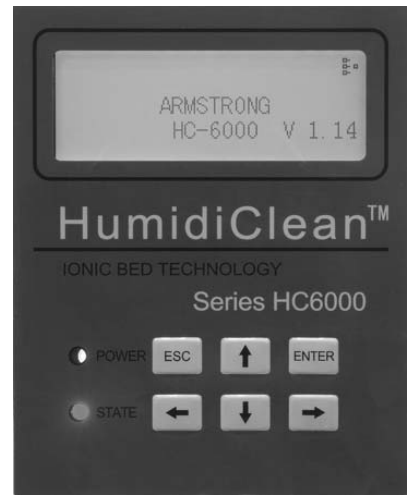 ARMSTRONG
HC-6000 V 1.14
HumidiClean™
IONIC BED TECHNOLOGY
Series HC6000
POWER ESC ENTER
STATE